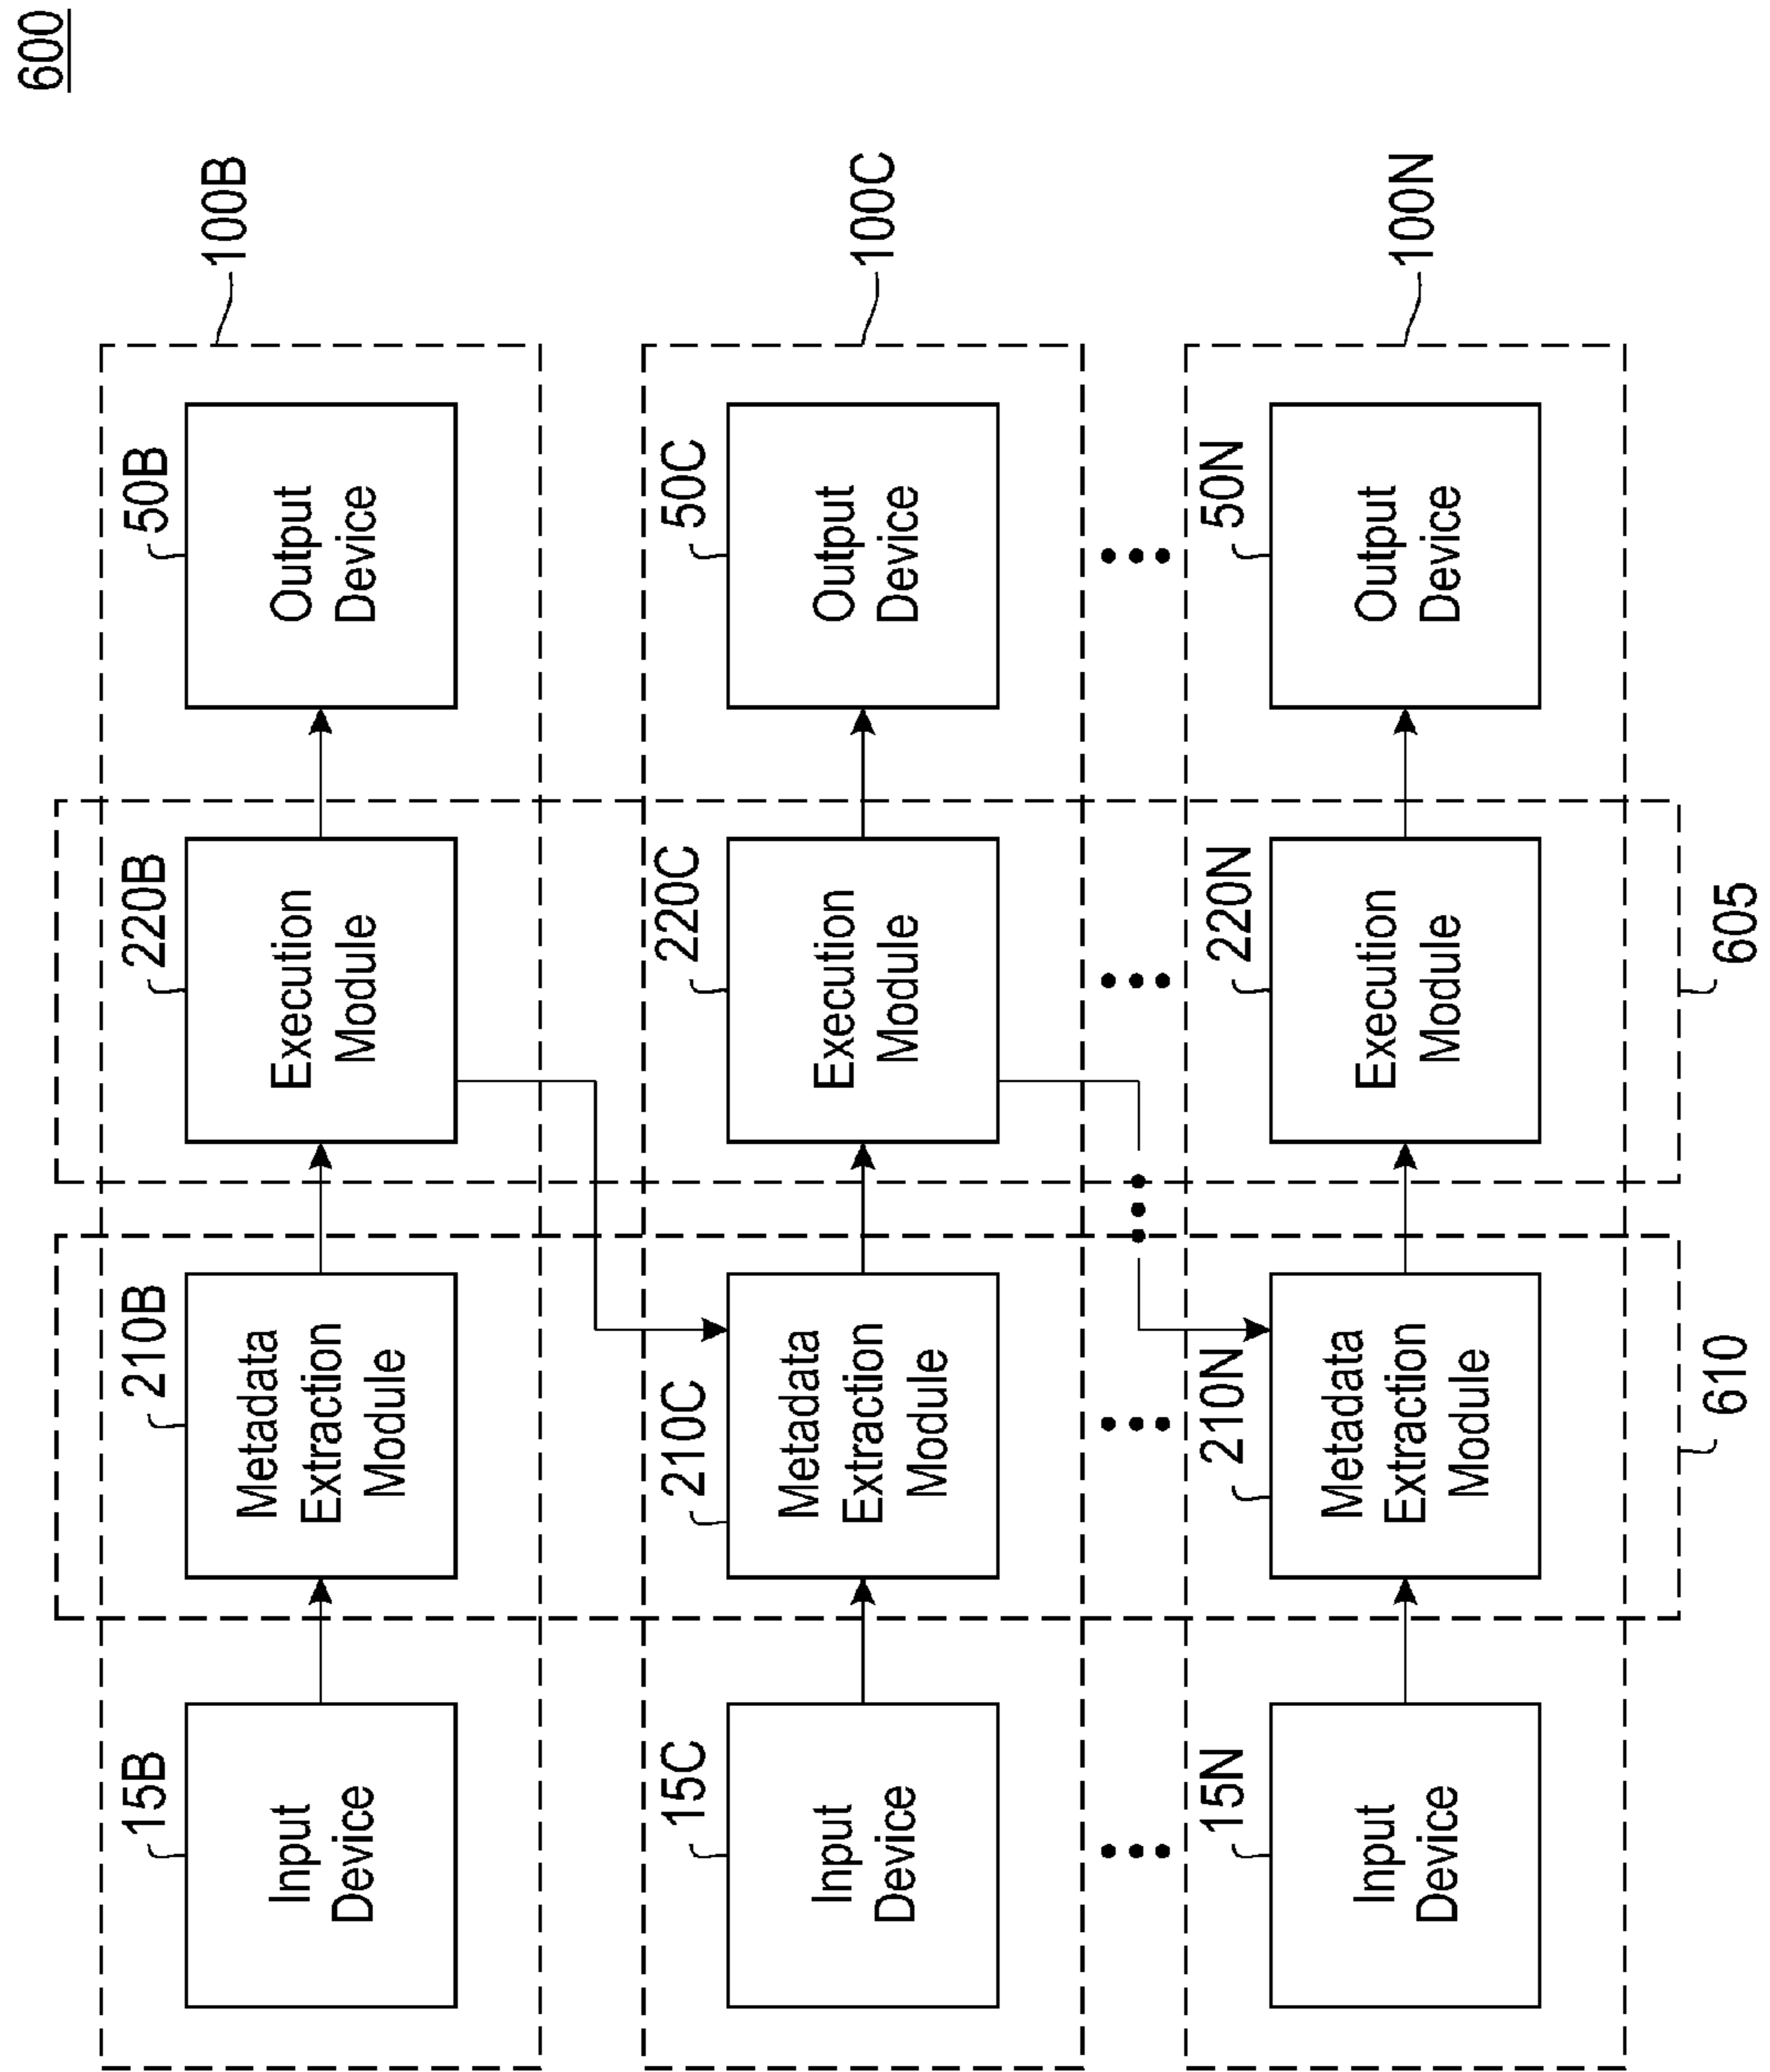 600
100B
15B
210B
220B
50B
Input
Device
Metadata
Extraction
Module
Execution
Module
Output
Device
100C
15C
210C
220C
50C
Input
Device
Metadata
Extraction
Module
Execution
Module
Output
Device
100N
15N
210N
220N
50N
Input
Device
Metadata
Extraction
Module
Execution
Module
Output
Device
610
605